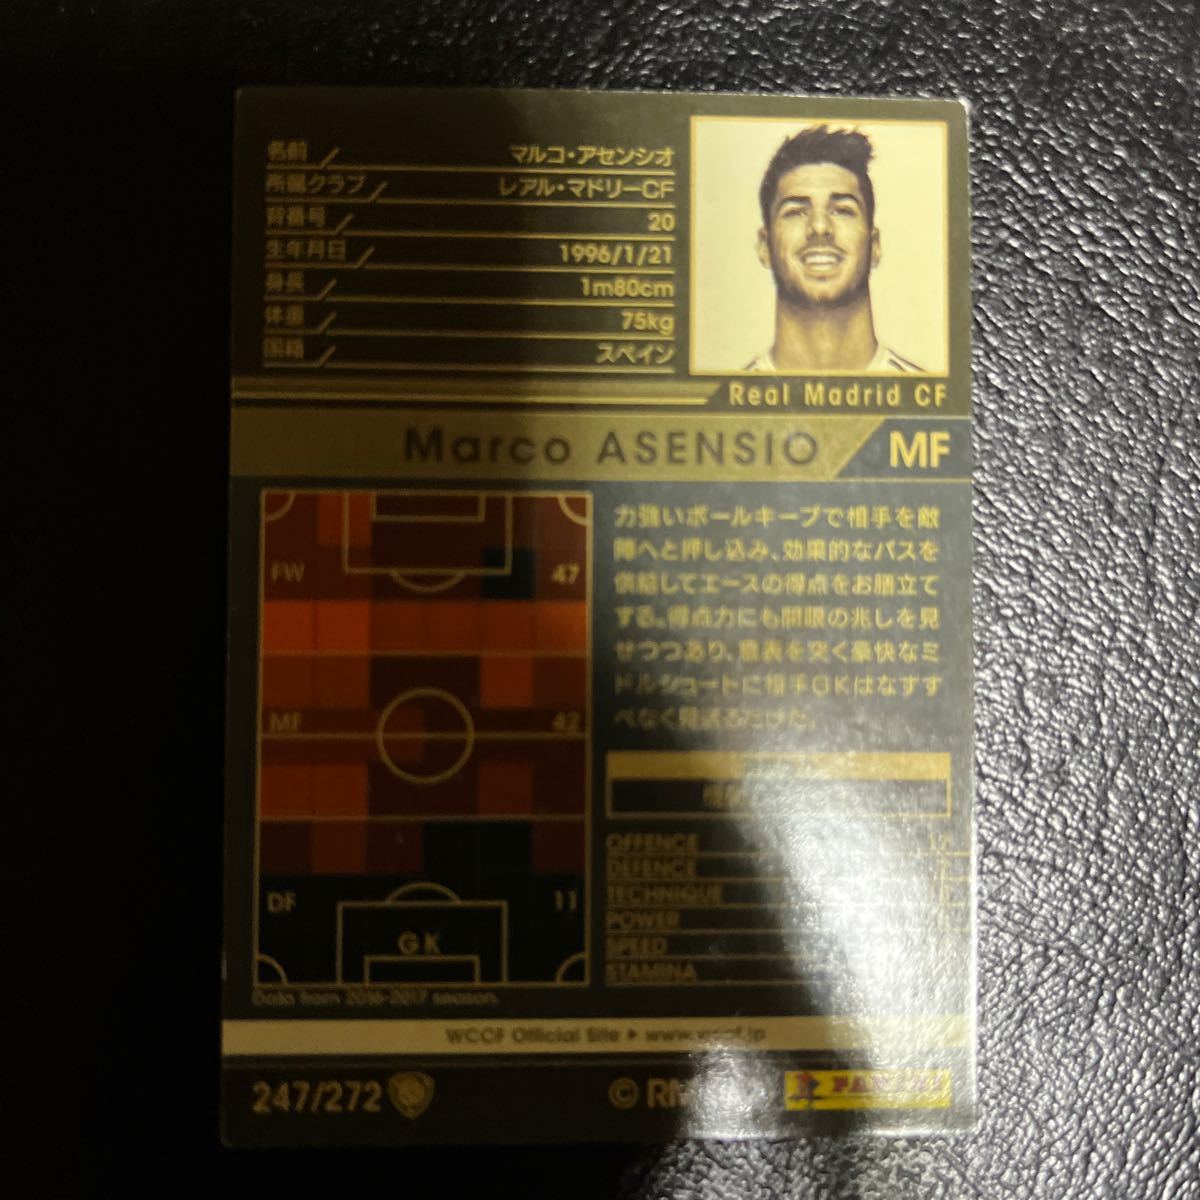 名前 マルコ・アセンシオ
所属クラブ レアル・マドリーCF
背番号 20
生年月日 1996/1/21
身長 1m80cm
体重 75kg
国籍 スペイン
Real Madrid CF
Marco ASENSIO MF
FW 47
MF 42
DF 11
GK
Data from 2016-2017 season.
力強いボールキープで相手を敵
陣へと押し込み、効果的なパスを
供給してエースの得点をお膳立て
する。得点力にも開眼の兆しを見
せつつあり、意表を突く豪快なミ
ドルシュートに相手GKはなすす
べなく見送るだけだ。
OFFENCE 17
DEFENCE
TECHNIQUE
POWER
SPEED
STAMINA
WCCF Official Site ▶ www.wccf.jp
247/272
© RM
PANINI